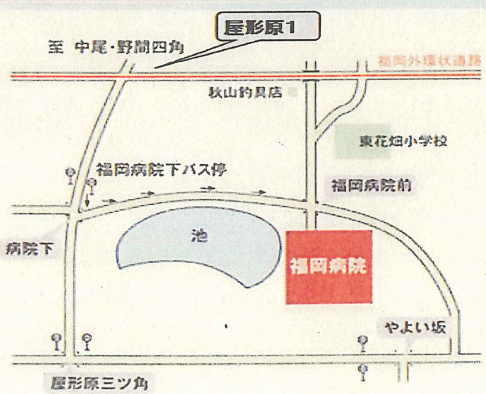 屋形原1
至 中尾・野間四角
福岡外環状道路
秋山釣具店
東花畑小学校
福岡病院下バス停
福岡病院前
池
病院下
福岡病院
やよい坂
屋形原三ツ角